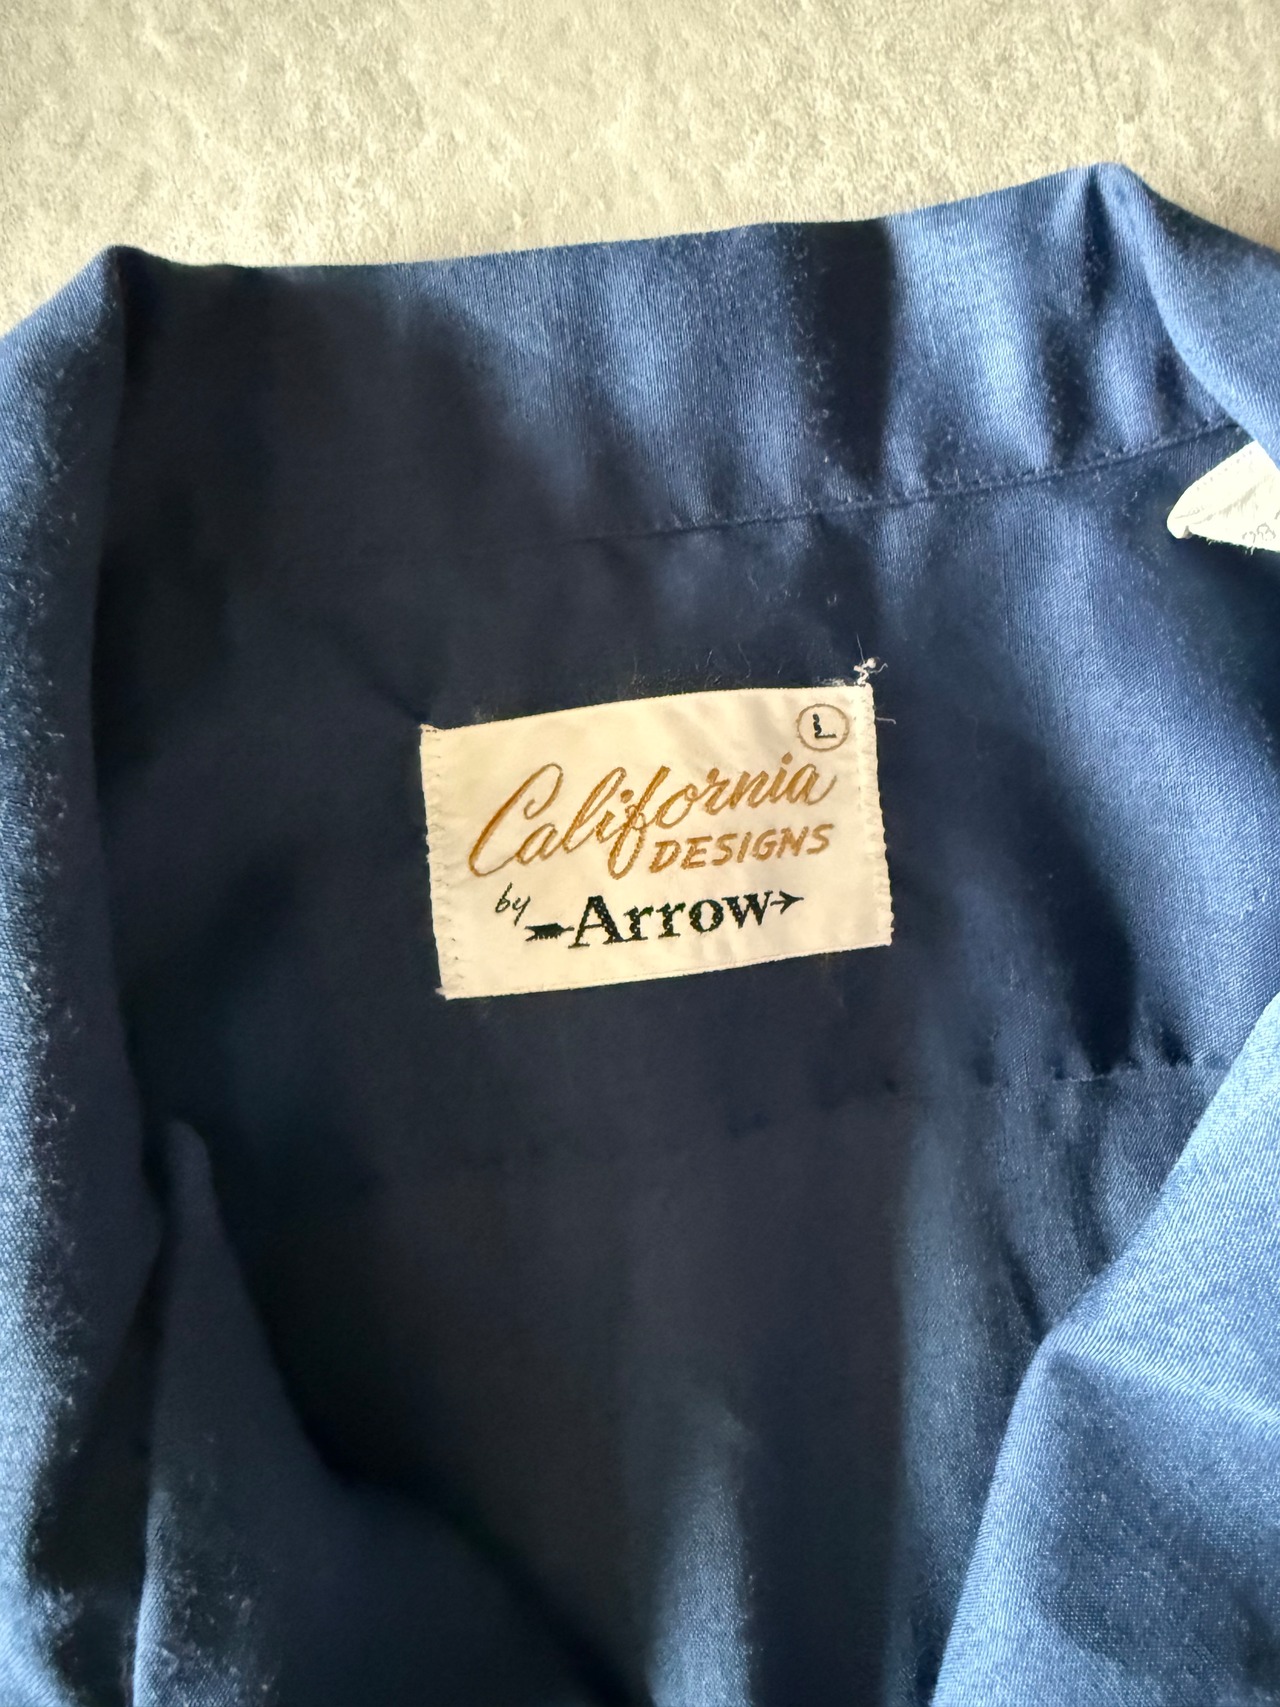 L
California
DESIGNS
by Arrow